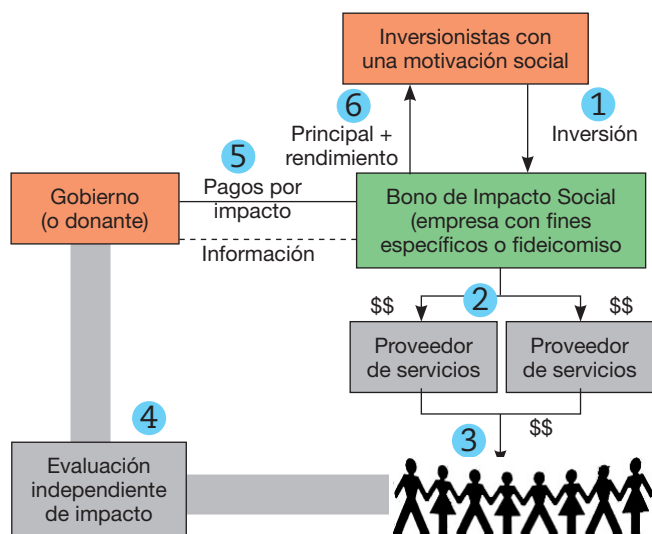 Inversionistas con
una motivación social
6
1
Principal +
rendimiento
Inversión
5
Gobierno
(o donante)
Pagos por
impacto
Bono de Impacto Social
(empresa con fines
específicos o fideicomiso
Información
$$
2
$$
Proveedor
de servicios
Proveedor
de servicios
4
3
$$
Evaluación
independiente
de impacto